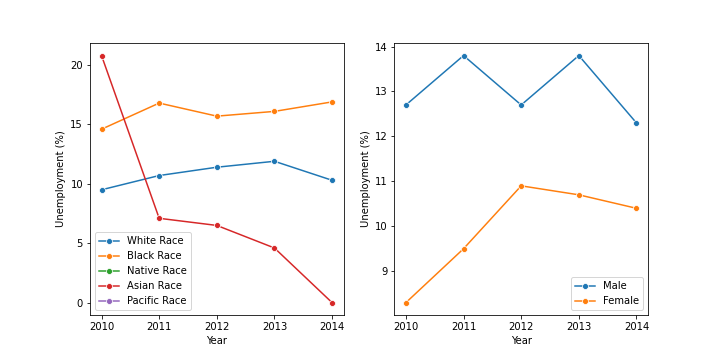 20
15
10
5
0
Unemployment (%)
2010 2011 2012 2013 2014
Year
White Race
Black Race
Native Race
Asian Race
Pacific Race
14
13
12
11
10
9
Unemployment (%)
2010 2011 2012 2013 2014
Year
Male
Female